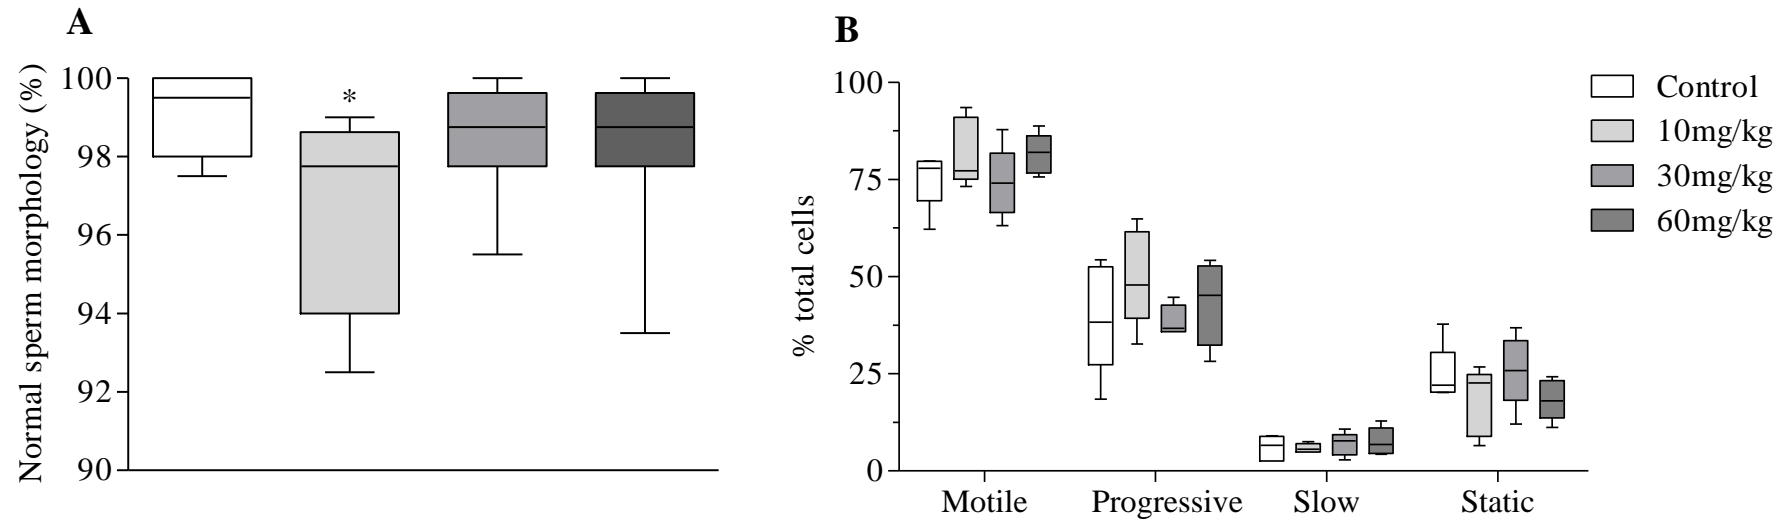 A
Normal sperm morphology (%)
100
98
96
94
92
90
*
B
% total cells
100
75
50
25
0
Motile
Progressive
Slow
Static
Control
10mg/kg
30mg/kg
60mg/kg